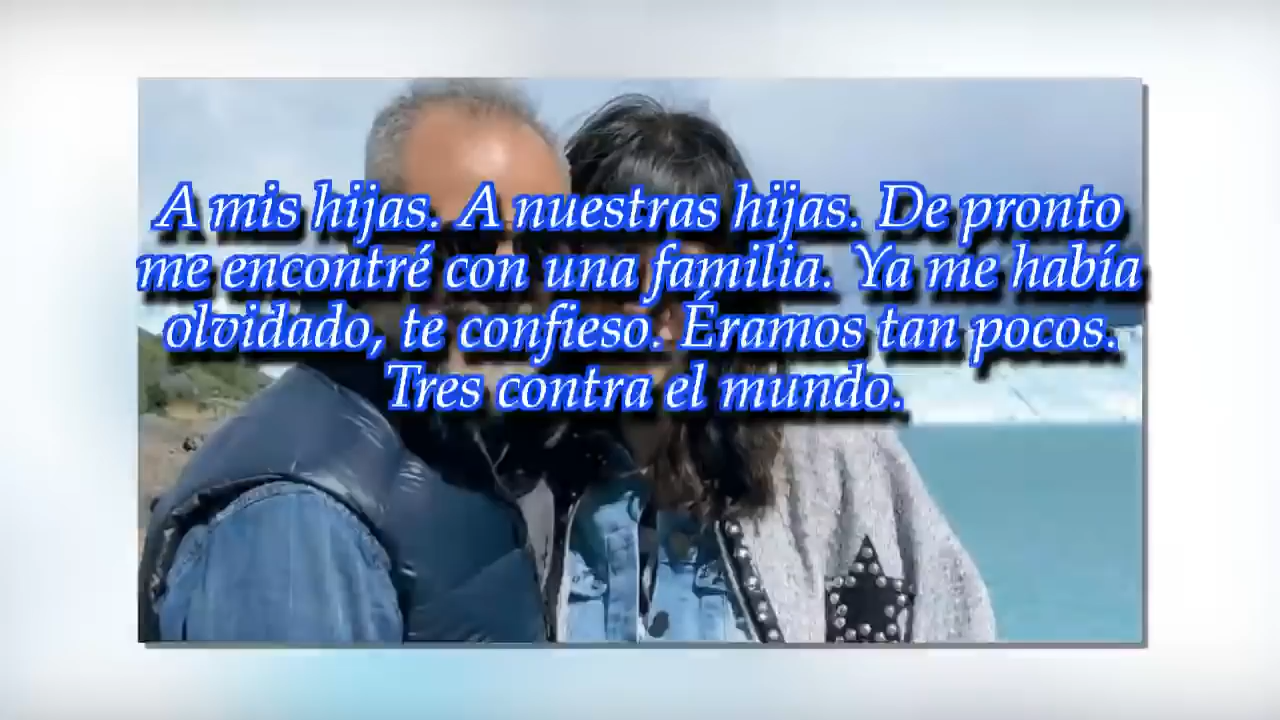 A mis hijas. A nuestras hijas. De pronto
me encontré con una familia. Ya me había
olvidado, te confieso. Éramos tan pocos.
Tres contra el mundo.